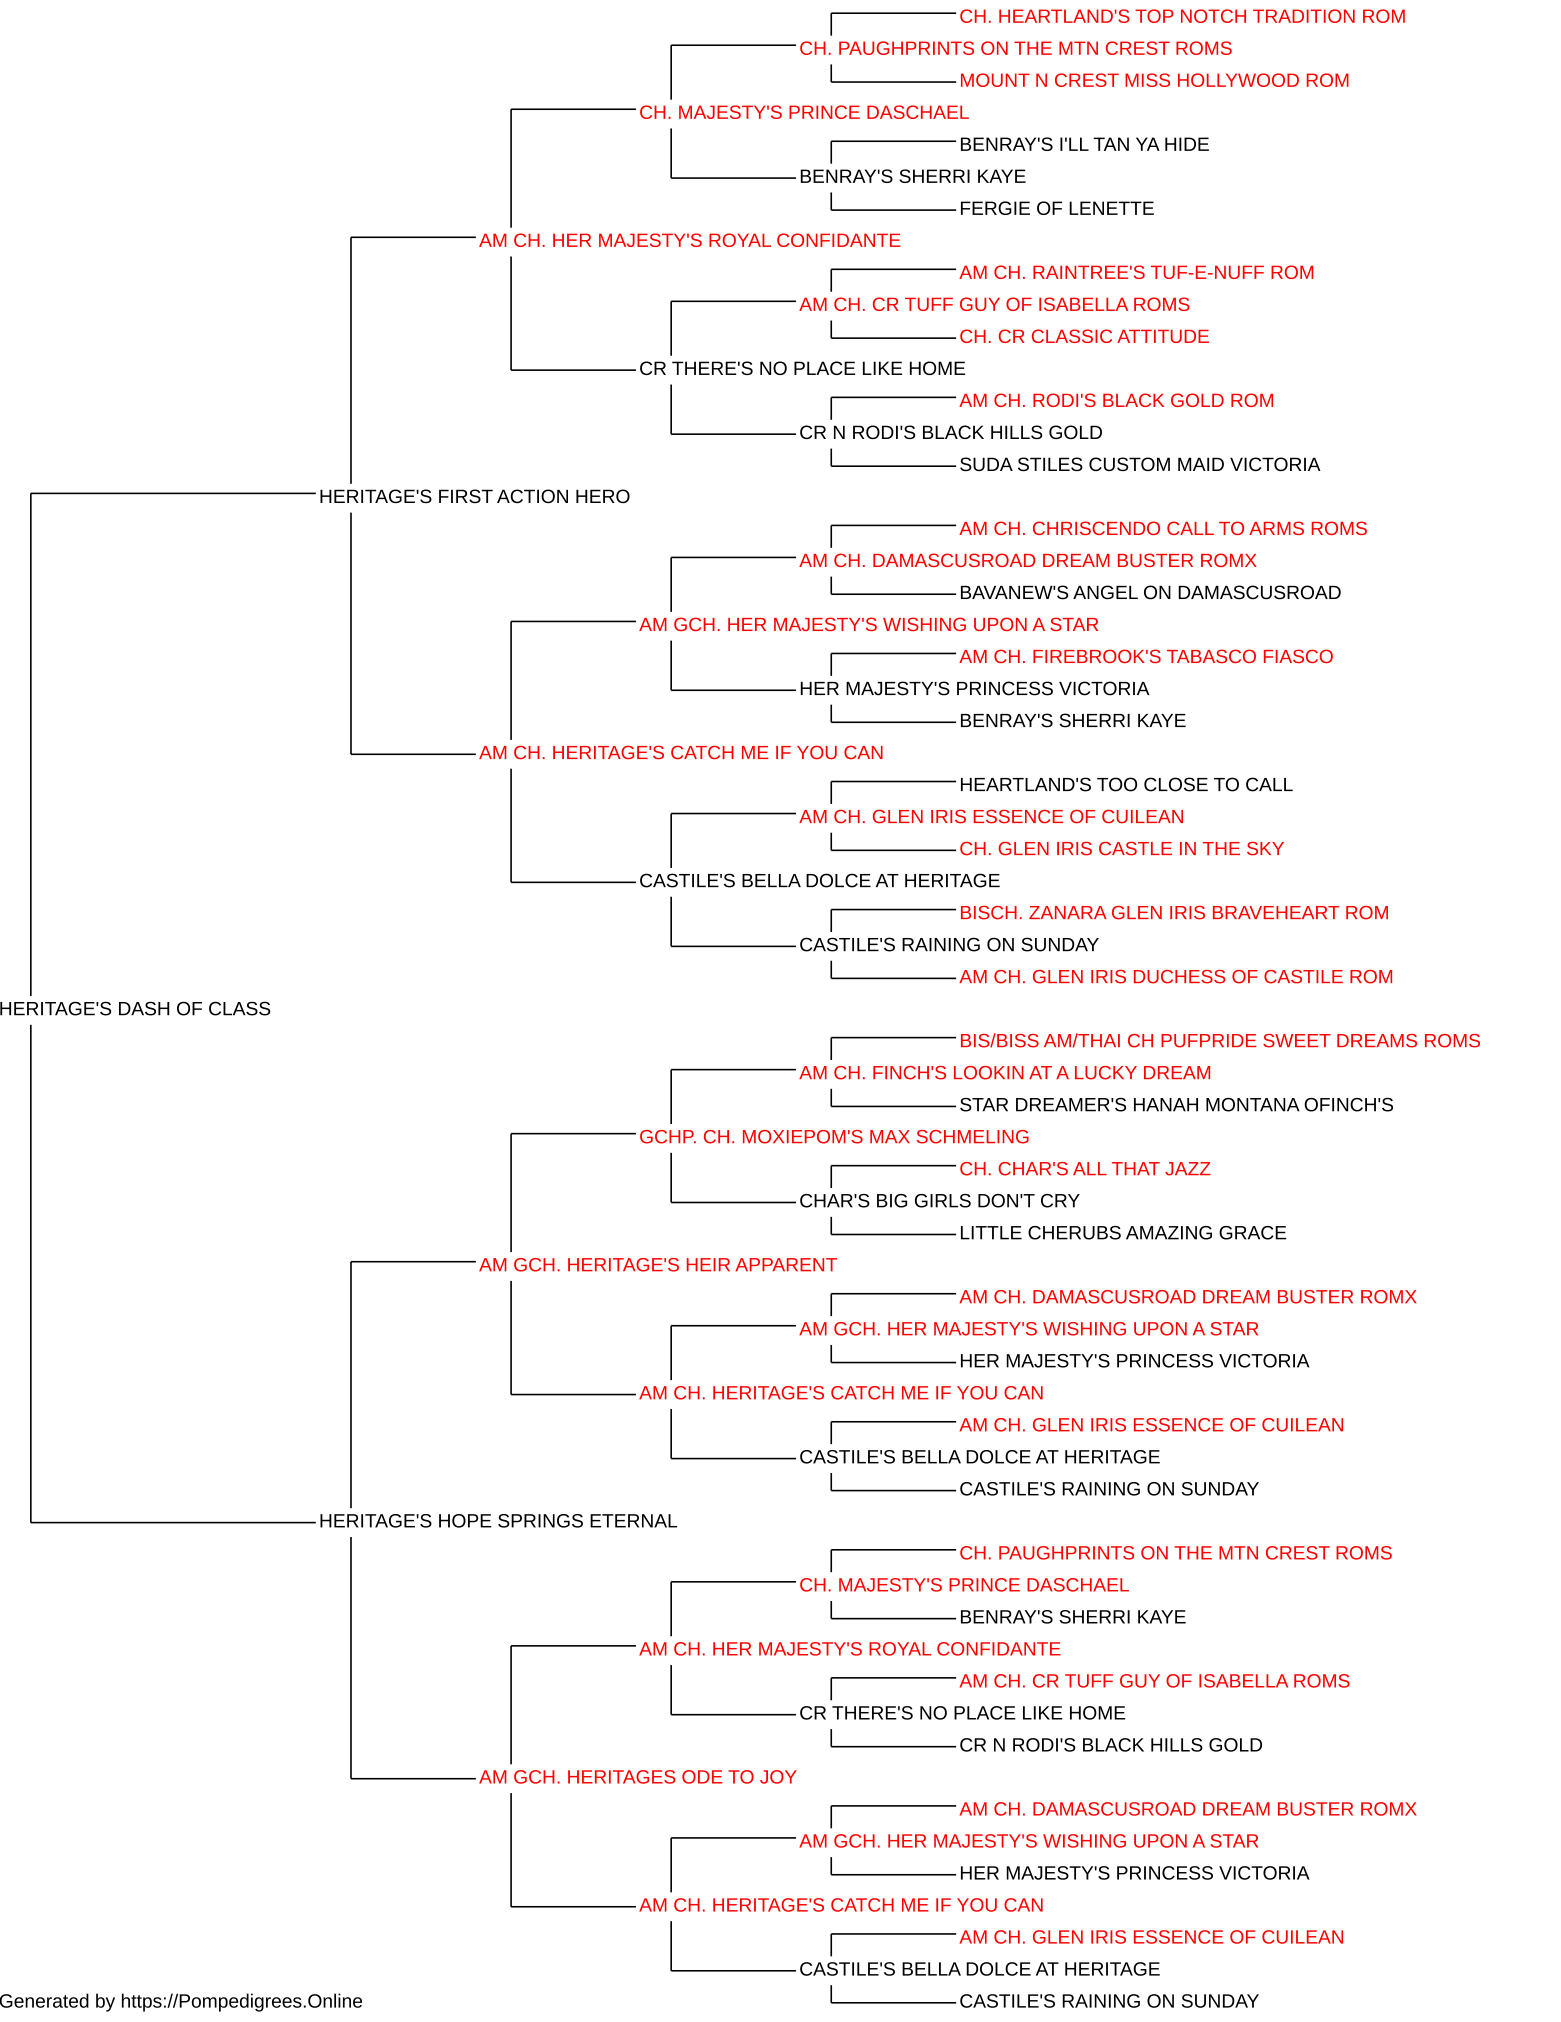 CH. HEARTLAND'S TOP NOTCH TRADITION ROM
CH. PAUGHPRINTS ON THE MTN CREST ROMS
MOUNT N CREST MISS HOLLYWOOD ROM
CH. MAJESTY'S PRINCE DASCHAEL
BENRAY'S I'LL TAN YA HIDE
BENRAY'S SHERRI KAYE
FERGIE OF LENETTE
AM CH. HER MAJESTY'S ROYAL CONFIDANTE
AM CH. RAINTREE'S TUF-E-NUFF ROM
AM CH. CR TUFF GUY OF ISABELLA ROMS
CH. CR CLASSIC ATTITUDE
CR THERE'S NO PLACE LIKE HOME
AM CH. RODI'S BLACK GOLD ROM
CR N RODI'S BLACK HILLS GOLD
SUDA STILES CUSTOM MAID VICTORIA
HERITAGE'S FIRST ACTION HERO
AM CH. CHRISCENDO CALL TO ARMS ROMS
AM CH. DAMASCUSROAD DREAM BUSTER ROMX
BAVANEW'S ANGEL ON DAMASCUSROAD
AM GCH. HER MAJESTY'S WISHING UPON A STAR
AM CH. FIREBROOK'S TABASCO FIASCO
HER MAJESTY'S PRINCESS VICTORIA
BENRAY'S SHERRI KAYE
AM CH. HERITAGE'S CATCH ME IF YOU CAN
HEARTLAND'S TOO CLOSE TO CALL
AM CH. GLEN IRIS ESSENCE OF CUILEAN
CH. GLEN IRIS CASTLE IN THE SKY
CASTILE'S BELLA DOLCE AT HERITAGE
BISCH. ZANARA GLEN IRIS BRAVEHEART ROM
CASTILE'S RAINING ON SUNDAY
AM CH. GLEN IRIS DUCHESS OF CASTILE ROM
HERITAGE'S DASH OF CLASS
BIS/BISS AM/THAI CH PUFPRIDE SWEET DREAMS ROMS
AM CH. FINCH'S LOOKIN AT A LUCKY DREAM
STAR DREAMER'S HANAH MONTANA OFINCH'S
GCHP. CH. MOXIEPOM'S MAX SCHMELING
CH. CHAR'S ALL THAT JAZZ
CHAR'S BIG GIRLS DON'T CRY
LITTLE CHERUBS AMAZING GRACE
AM GCH. HERITAGE'S HEIR APPARENT
AM CH. DAMASCUSROAD DREAM BUSTER ROMX
AM GCH. HER MAJESTY'S WISHING UPON A STAR
HER MAJESTY'S PRINCESS VICTORIA
AM CH. HERITAGE'S CATCH ME IF YOU CAN
AM CH. GLEN IRIS ESSENCE OF CUILEAN
CASTILE'S BELLA DOLCE AT HERITAGE
CASTILE'S RAINING ON SUNDAY
HERITAGE'S HOPE SPRINGS ETERNAL
CH. PAUGHPRINTS ON THE MTN CREST ROMS
CH. MAJESTY'S PRINCE DASCHAEL
BENRAY'S SHERRI KAYE
AM CH. HER MAJESTY'S ROYAL CONFIDANTE
AM CH. CR TUFF GUY OF ISABELLA ROMS
CR THERE'S NO PLACE LIKE HOME
CR N RODI'S BLACK HILLS GOLD
AM GCH. HERITAGES ODE TO JOY
AM CH. DAMASCUSROAD DREAM BUSTER ROMX
AM GCH. HER MAJESTY'S WISHING UPON A STAR
HER MAJESTY'S PRINCESS VICTORIA
AM CH. HERITAGE'S CATCH ME IF YOU CAN
AM CH. GLEN IRIS ESSENCE OF CUILEAN
CASTILE'S BELLA DOLCE AT HERITAGE
CASTILE'S RAINING ON SUNDAY
Generated by https://Pompedigrees.Online